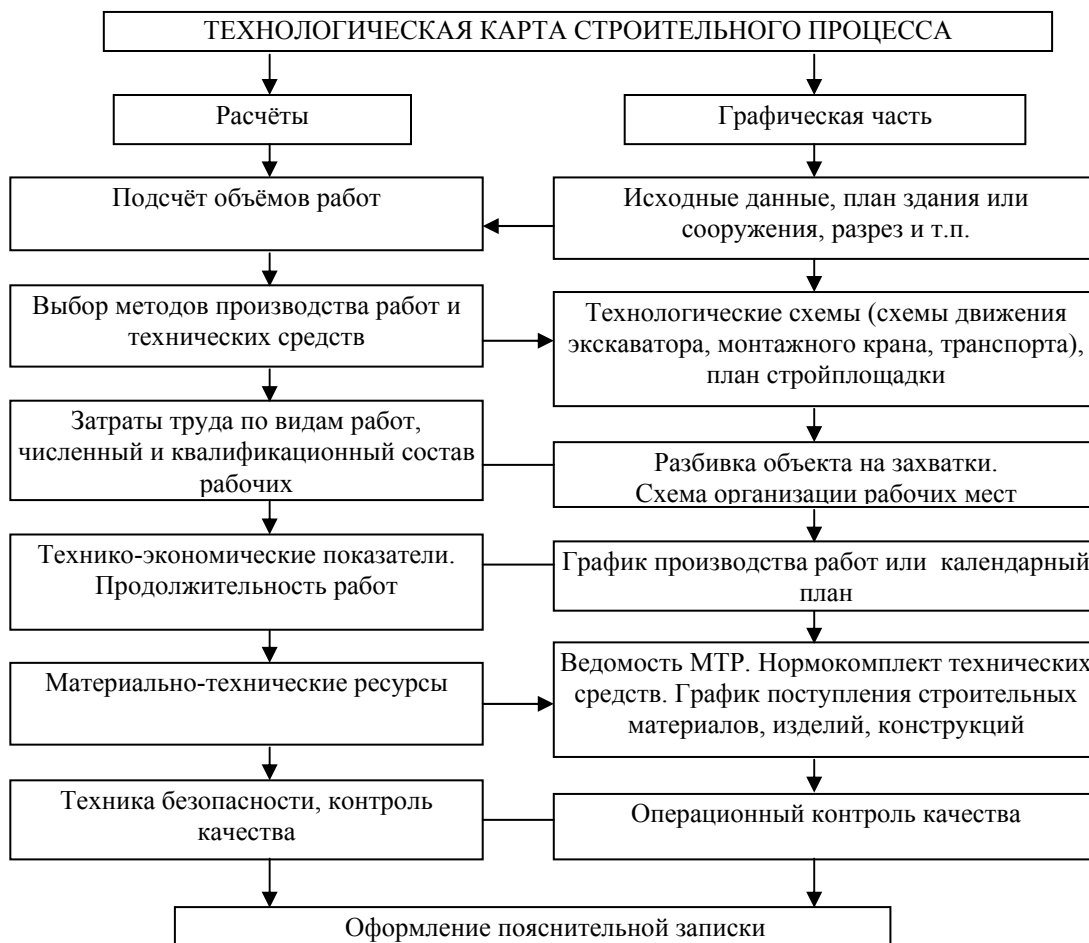 ТЕХНОЛОГИЧЕСКАЯ КАРТА СТРОИТЕЛЬНОГО ПРОЦЕССА
Расчёты
Графическая часть
Подсчёт объёмов работ
Исходные данные, план здания или
сооружения, разрез и т.п.
Выбор методов производства работ и
технических средств
Технологические схемы (схемы движения
экскаватора, монтажного крана, транспорта),
план стройплощадки
Затраты труда по видам работ,
численный и квалификационный состав
рабочих
Разбивка объекта на захватки.
Схема организации рабочих мест
Технико-экономические показатели.
Продолжительность работ
График производства работ или календарный
план
Материально-технические ресурсы
Ведомость МТР. Нормокомплект технических
средств. График поступления строительных
материалов, изделий, конструкций
Техника безопасности, контроль
качества
Операционный контроль качества
Оформление пояснительной записки